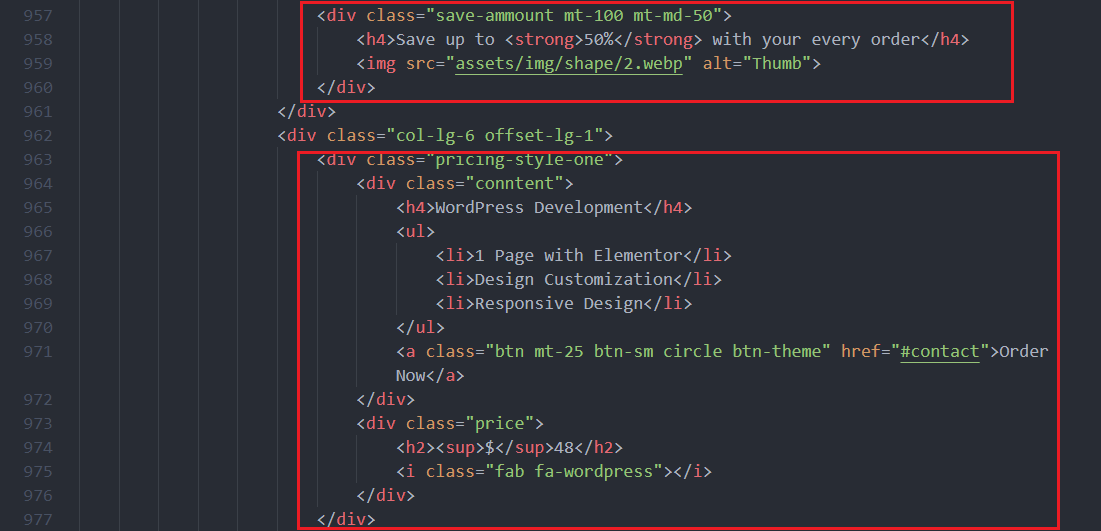 957 <div class="save-ammount mt-100 mt-md-50">
958 <h4>Save up to <strong>50%</strong> with your every order</h4>
959 <img src="assets/img/shape/2.webp" alt="Thumb">
960 </div>
961 </div>
962 <div class="col-lg-6 offset-lg-1">
963 <div class="pricing-style-one">
964 <div class="conntent">
965 <h4>WordPress Development</h4>
966 <ul>
967 <li>1 Page with Elementor</li>
968 <li>Design Customization</li>
969 <li>Responsive Design</li>
970 </ul>
971 <a class="btn mt-25 btn-sm circle btn-theme" href="#contact">Order
Now</a>
972 </div>
973 <div class="price">
974 <h2><sup>$</sup>48</h2>
975 <i class="fab fa-wordpress"></i>
976 </div>
977 </div>